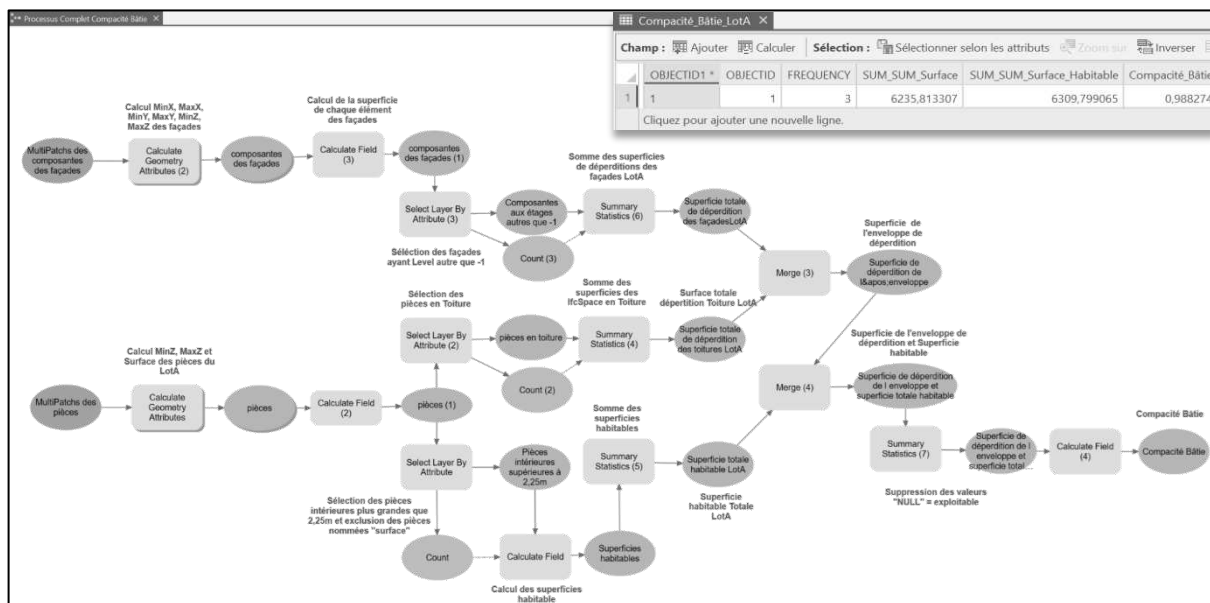 Processus Complet Compacité Bâtie
Compacité_Bâtie_LotA
Champ : Ajouter Calculer Sélection : Sélectionner selon les attributs Zoom sur Inverser
OBJECTID1 * OBJECTID FREQUENCY SUM_SUM_Surface SUM_SUM_Surface_Habitable Compacité_Bâtie
1 1 1 3 6235,813307 6309,799065 0,988274
Cliquez pour ajouter une nouvelle ligne.
Calcul MinX, MaxX,
MinY, MaxY, MinZ,
MaxZ des façades
MultiPatchs des
composantes
des façades
Calculate
Geometry
Attributes (2)
composantes
des façades
Calcul de la superficie
de chaque élément
des façades
Calculate Field
(3)
composantes
des façades (1)
Select Layer By
Attribute (3)
Séléction des façades
ayant Level autre que -1
Composantes
aux étages
autres que -1
Count (3)
Somme des superficies
de déperditions des
façades LotA
Summary
Statistics (6)
Superficie totale
de déperdition
des façadesLotA
Merge (3)
Superficie de
l'enveloppe de
déperdition
Superficie de
déperdition de
l&apos;enveloppe
Sélection des
pièces en Toiture
Select Layer By
Attribute (2)
pièces en toiture
Count (2)
Somme des
superficies des
IfcSpace en Toiture
Summary
Statistics (4)
Surface totale
dépertition Toiture LotA
Superficie totale
de déperdition
des toitures LotA
Calcul MinZ, MaxZ et
Surface des pièces du
LotA
MultiPatchs des
pièces
Calculate
Geometry
Attributes
pièces
Calculate Field
(2)
pièces (1)
Select Layer By
Attribute
Sélection des pièces
intérieures plus grandes que
2,25m et exclusion des pièces
nommées "surface"
Pièces
intérieures
supérieures à
2,25m
Count
Calculate Field
Calcul des superficies
habitable
Superficies
habitables
Somme des
superficies
habitables
Summary
Statistics (5)
Superficie totale
habitable LotA
Superficie
habitable Totale
LotA
Merge (4)
Superficie de l'enveloppe de
déperdition et Superficie
habitable
Superficie de déperdition
de l enveloppe et
superficie totale habitable
Summary
Statistics (7)
Suppression des valeurs
"NULL" = exploitable
Superficie de
déperdition de l
enveloppe et
superficie total...
Calculate Field
(4)
Compacité Bâtie
Compacité Bâtie